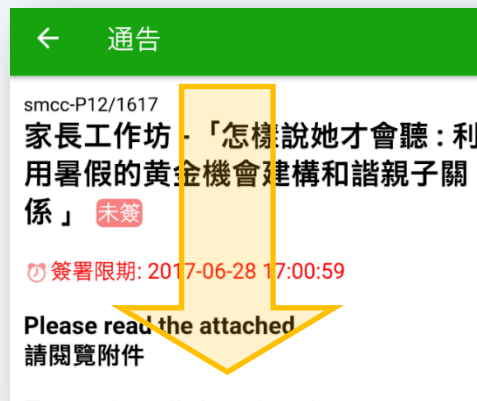 通告
smcc-P12/1617
家長工作坊 - 「怎樣說她才會聽 : 利
用暑假的黄金機會建構和諧親子關
係 」 未簽
簽署限期: 2017-06-28 17:00:59
Please read the attached
請閱覽附件